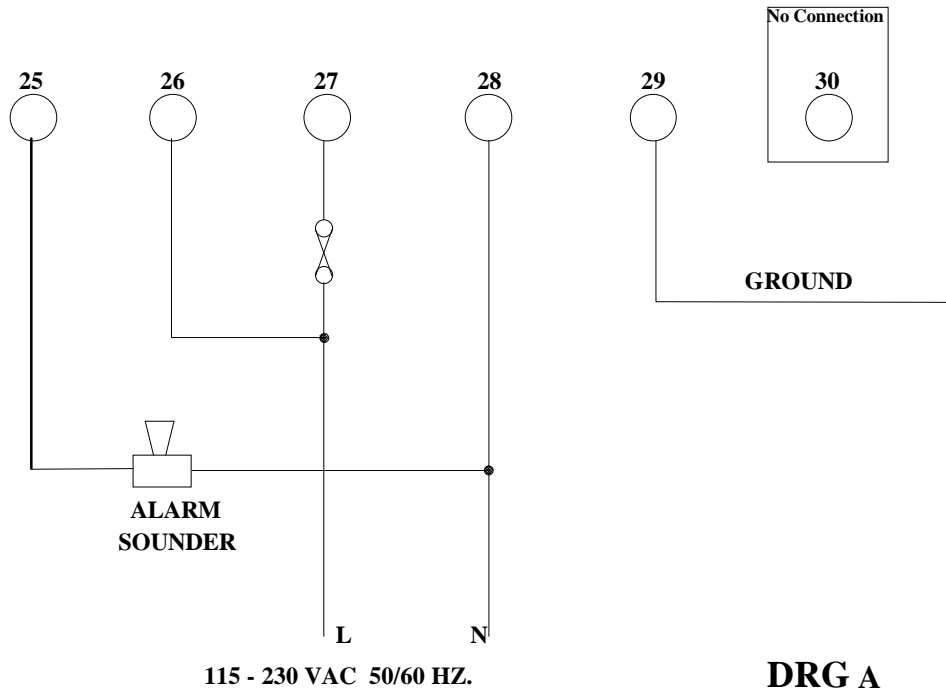 No Connection
25 26 27 28 29 30
GROUND
ALARM
SOUNDER
L N
115 - 230 VAC 50/60 HZ.
DRG A